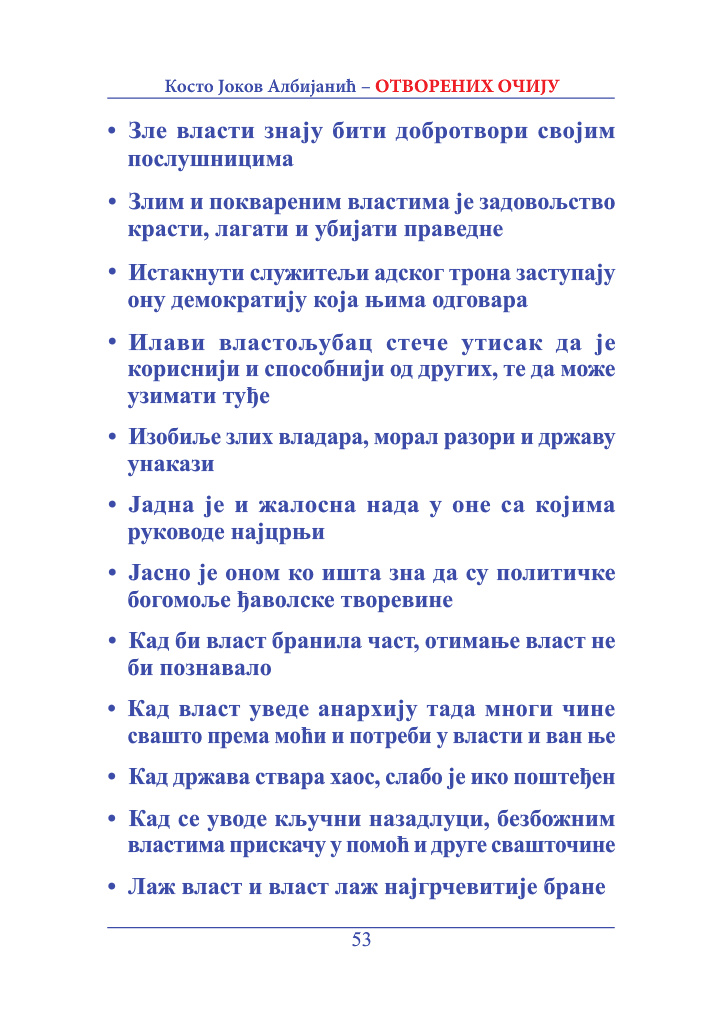 Косто Јоков Албијанић – ОТВОРЕНИХ ОЧИЈУ
• Зле власти знају бити добротвори својим
послушницима
• Злим и поквареним властима је задовољство
красти, лагати и убијати праведне
• Истакнути служитељи адског трона заступају
ону демократију која њима одговара
• Илави властољубац стече утисак да је
кориснији и способнији од других, те да може
узимати туђе
• Изобиље злих владара, морал разори и државу
унакази
• Јадна је и жалосна нада у оне са којима
руководе најцрњи
• Јасно је оном ко ишта зна да су политичке
богомоље ђаволске творевине
• Кад би власт бранила част, отимање власт не
би познавало
• Кад власт уведе анархију тада многи чине
свашто према моћи и потреби у власти и ван ње
• Кад држава ствара хаос, слабо је ико поштеђен
• Кад се уводе кључни назадлуци, безбожним
властима прискачу у помоћ и друге свашточине
• Лаж власт и власт лаж најгрчевитије бране
53